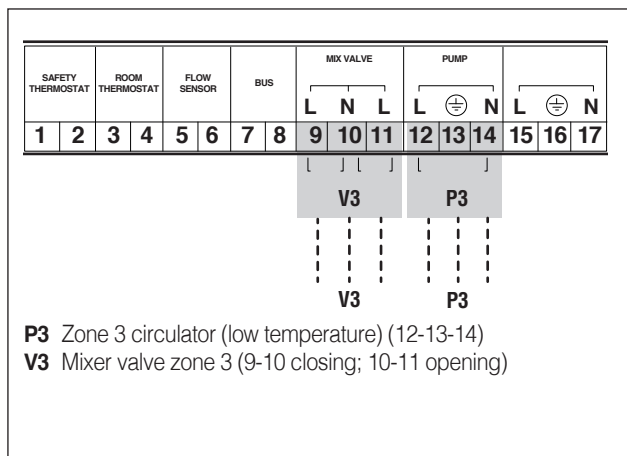 MIX VALVE PUMP
SAFETY THERMOSTAT ROOM THERMOSTAT FLOW SENSOR BUS
L N L L N L N
1 2 3 4 5 6 7 8 9 10 11 12 13 14 15 16 17
V3 P3
V3 P3
P3 Zone 3 circulator (low temperature) (12-13-14)
V3 Mixer valve zone 3 (9-10 closing; 10-11 opening)